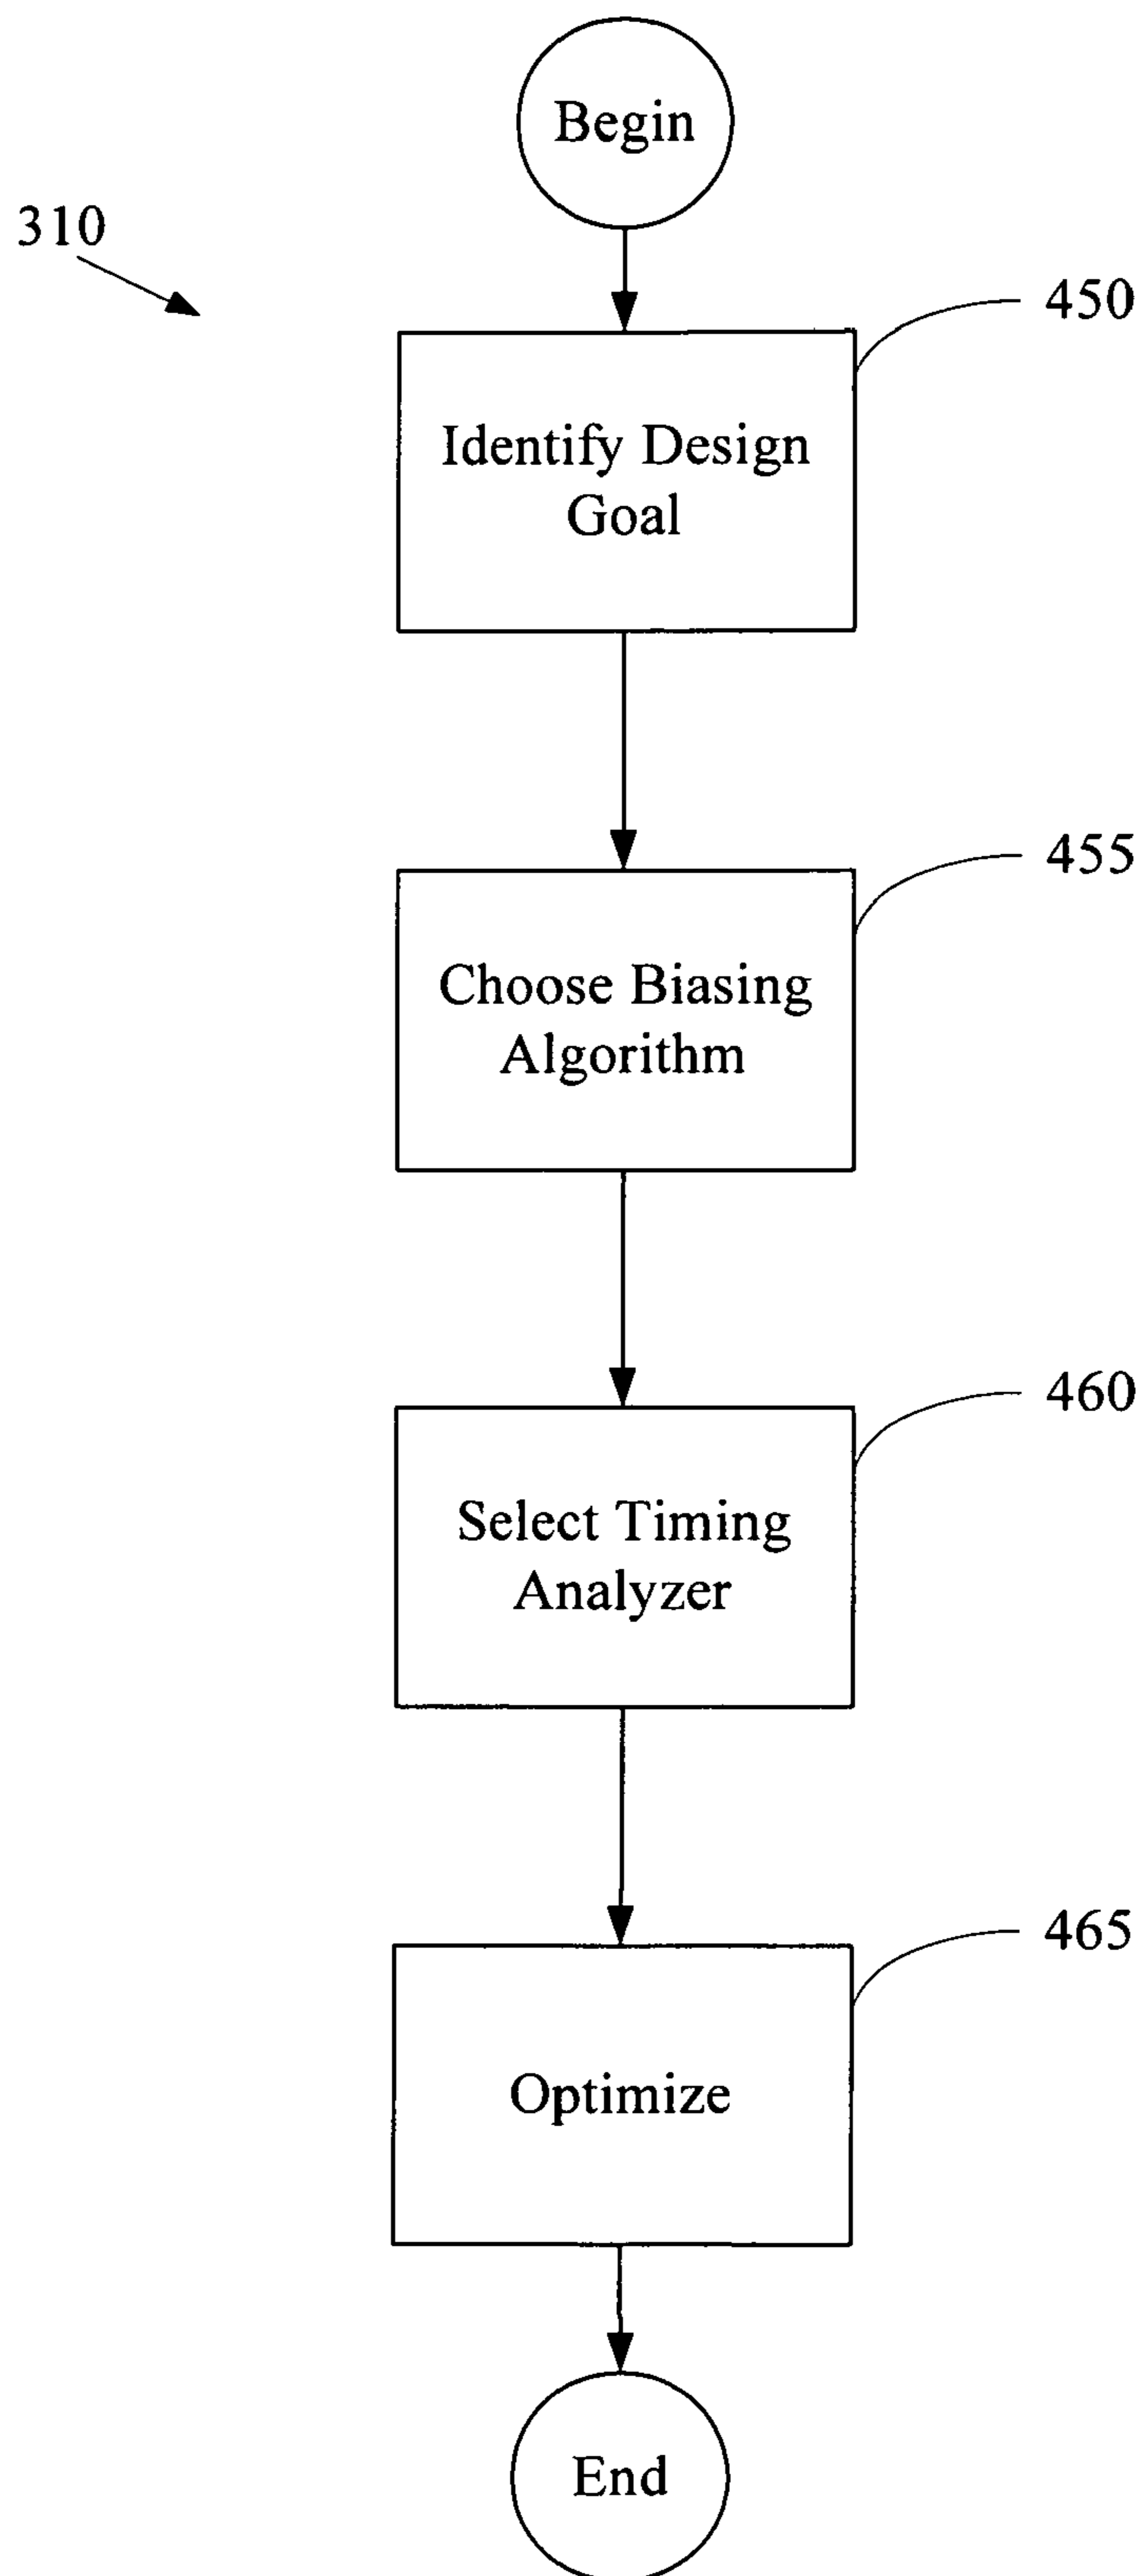 Begin
310
450
Identify Design
Goal
455
Choose Biasing
Algorithm
460
Select Timing
Analyzer
465
Optimize
End